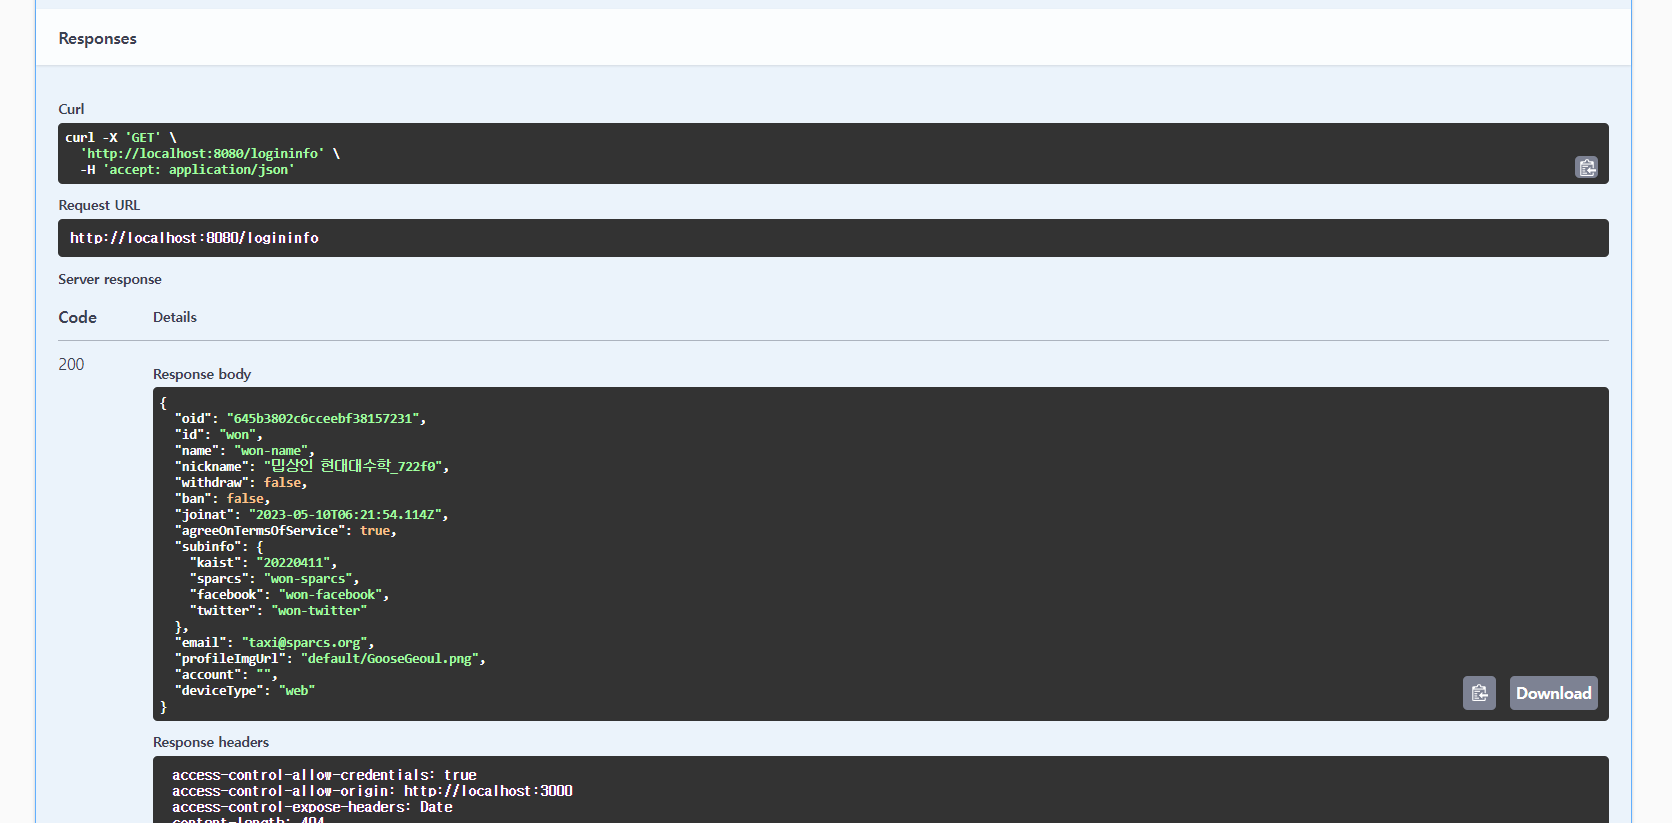 Responses
Curl
curl -X 'GET' \
  'http://localhost:8080/logininfo' \
  -H 'accept: application/json'
Request URL
http://localhost:8080/logininfo
Server response
Code Details
200
Response body
{
  "oid": "645b3802c6cceebf38157231",
  "id": "won",
  "name": "won-name",
  "nickname": "밉상인 현대대수학_722f0",
  "withdraw": false,
  "ban": false,
  "joinat": "2023-05-10T06:21:54.114Z",
  "agreeOnTermsOfService": true,
  "subinfo": {
    "kaist": "20220411",
    "sparcs": "won-sparcs",
    "facebook": "won-facebook",
    "twitter": "won-twitter"
  },
  "email": "taxi@sparcs.org",
  "profileImgUrl": "default/GooseGeoul.png",
  "account": "",
  "deviceType": "web"
}
Download
Response headers
access-control-allow-credentials: true
access-control-allow-origin: http://localhost:3000
access-control-expose-headers: Date
content-length: 404